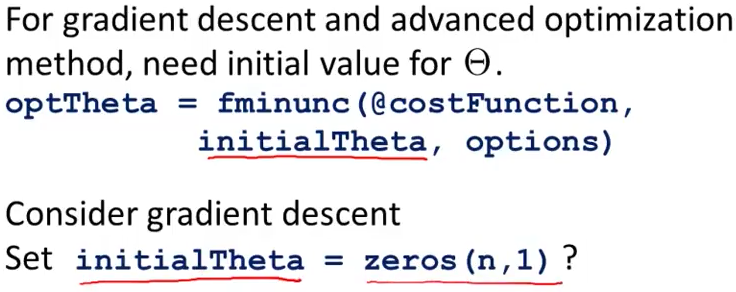 For gradient descent and advanced optimization
method, need initial value for Θ.
optTheta = fminunc(@costFunction,
initialTheta, options)
Consider gradient descent
Set initialTheta = zeros(n,1) ?